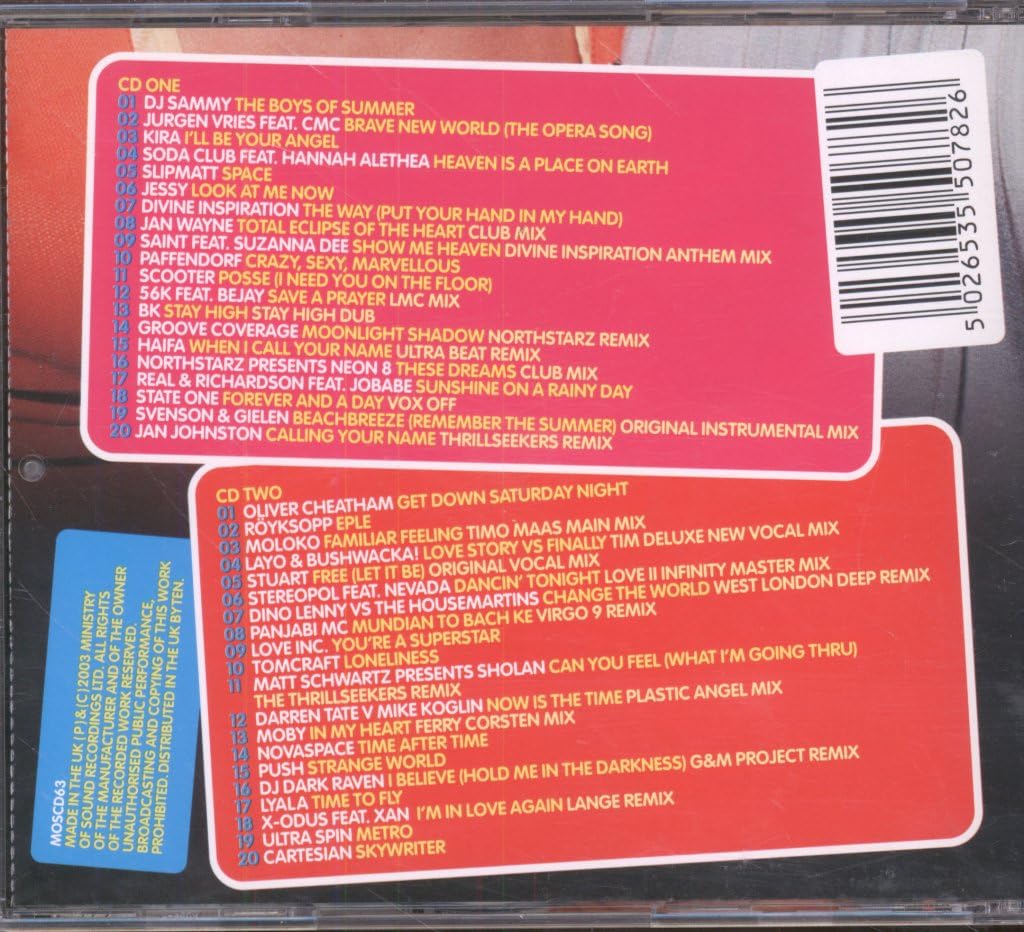 CD ONE
01 DJ SAMMY THE BOYS OF SUMMER
02 JURGEN VRIES FEAT. CMC BRAVE NEW WORLD (THE OPERA SONG)
03 KIRA I'LL BE YOUR ANGEL
04 SODA CLUB FEAT. HANNAH ALETHEA HEAVEN IS A PLACE ON EARTH
05 SLIPMATT SPACE
06 JESSY LOOK AT ME NOW
07 DIVINE INSPIRATION THE WAY (PUT YOUR HAND IN MY HAND)
08 JAN WAYNE TOTAL ECLIPSE OF THE HEART CLUB MIX
09 SAINT FEAT. SUZANNA DEE SHOW ME HEAVEN DIVINE INSPIRATION ANTHEM MIX
10 PAFFENDORF CRAZY, SEXY, MARVELLOUS
11 SCOOTER POSSE (I NEED YOU ON THE FLOOR)
12 56K FEAT. BEJAY SAVE A PRAYER LMC MIX
13 BK STAY HIGH STAY HIGH DUB
14 GROOVE COVERAGE MOONLIGHT SHADOW NORTHSTARZ REMIX
15 HAIFA WHEN I CALL YOUR NAME ULTRA BEAT REMIX
16 NORTHSTARZ PRESENTS NEON 8 THESE DREAMS CLUB MIX
17 REAL & RICHARDSON FEAT. JOBABE SUNSHINE ON A RAINY DAY
18 STATE ONE FOREVER AND A DAY VOX OFF
19 SVENSON & GIELEN BEACHBREEZE (REMEMBER THE SUMMER) ORIGINAL INSTRUMENTAL MIX
20 JAN JOHNSTON CALLING YOUR NAME THRILLSEEKERS REMIX
5 026535 507826
CD TWO
01 OLIVER CHEATHAM GET DOWN SATURDAY NIGHT
02 RÖYKSOPP EPLE
03 MOLOKO FAMILIAR FEELING TIMO MAAS MAIN MIX
04 LAYO & BUSHWACKA! LOVE STORY VS FINALLY TIM DELUXE NEW VOCAL MIX
05 STUART FREE (LET IT BE) ORIGINAL VOCAL MIX
06 STEREOPOL FEAT. NEVADA DANCIN' TONIGHT LOVE II INFINITY MASTER MIX
07 DINO LENNY VS THE HOUSEMARTINS CHANGE THE WORLD WEST LONDON DEEP REMIX
08 PANJABI MC MUNDIAN TO BACH KE VIRGO 9 REMIX
09 LOVE INC. YOU'RE A SUPERSTAR
10 TOMCRAFT LONELINESS
11 MATT SCHWARTZ PRESENTS SHOLAN CAN YOU FEEL (WHAT I'M GOING THRU)
THE THRILLSEEKERS REMIX
12 DARREN TATE V MIKE KOGLIN NOW IS THE TIME PLASTIC ANGEL MIX
13 MOBY IN MY HEART FERRY CORSTEN MIX
14 NOVASPACE TIME AFTER TIME
15 PUSH STRANGE WORLD
16 DJ DARK RAVEN I BELIEVE (HOLD ME IN THE DARKNESS) G&M PROJECT REMIX
17 LYALA TIME TO FLY
18 X-ODUS FEAT. XAN I'M IN LOVE AGAIN LANGE REMIX
19 ULTRA SPIN METRO
20 CARTESIAN SKYWRITER
MOSCD63
MADE IN THE UK (P)&(C)2003 MINISTRY
OF SOUND RECORDINGS LTD. ALL RIGHTS
OF THE MANUFACTURER AND OF THE OWNER
OF THE RECORDED WORK RESERVED.
UNAUTHORISED PUBLIC PERFORMANCE,
BROADCASTING AND COPYING OF THIS WORK
PROHIBITED. DISTRIBUTED IN THE UK BY TEN.